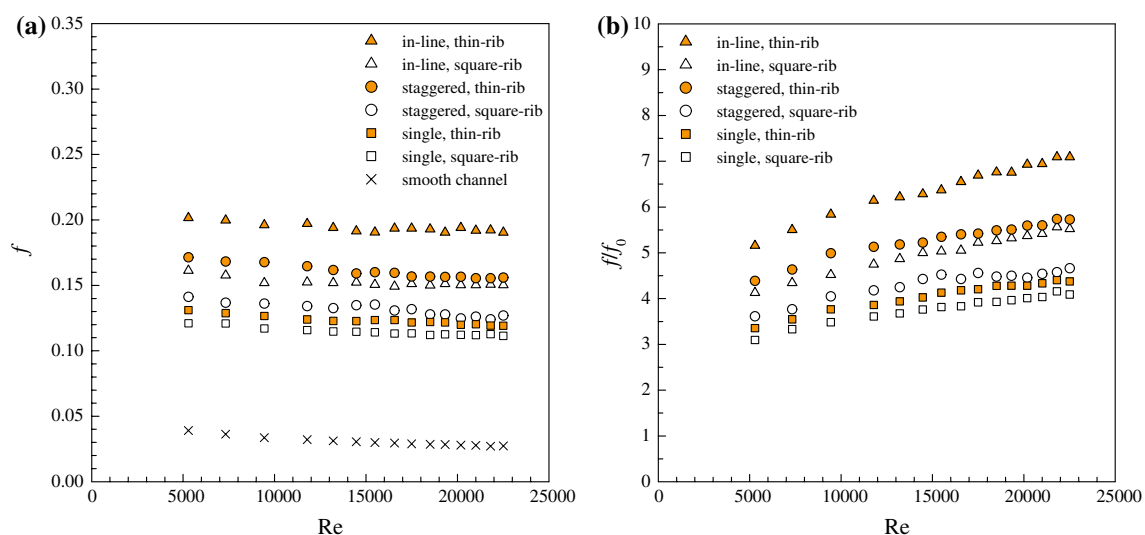 (a)
0.35
0.30
0.25
0.20
0.15
0.10
0.05
0.00
f
in-line, thin-rib
in-line, square-rib
staggered, thin-rib
staggered, square-rib
single, thin-rib
single, square-rib
smooth channel
0 5000 10000 15000 20000 25000
Re
(b)
10
9
8
7
6
5
4
3
2
1
0
f/f0
in-line, thin-rib
in-line, square-rib
staggered, thin-rib
staggered, square-rib
single, thin-rib
single, square-rib
0 5000 10000 15000 20000 25000
Re